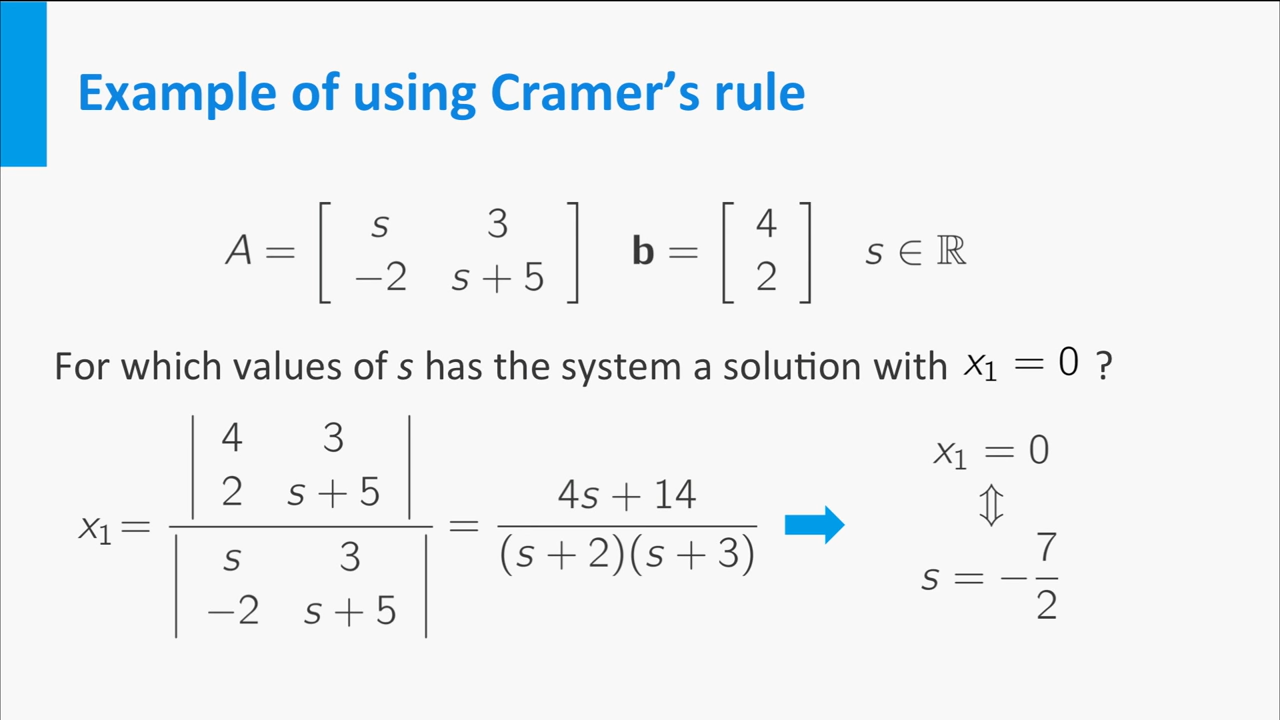 Example of using Cramer's rule
A = [ s 3 ; −2 s + 5 ] b = [ 4 ; 2 ] s ∈ ℝ
For which values of s has the system a solution with x₁ = 0 ?
x₁ = | 4 3 ; 2 s + 5 | / | s 3 ; −2 s + 5 | = (4s + 14) / ((s + 2)(s + 3)) ➡
x₁ = 0
⇕
s = −7/2